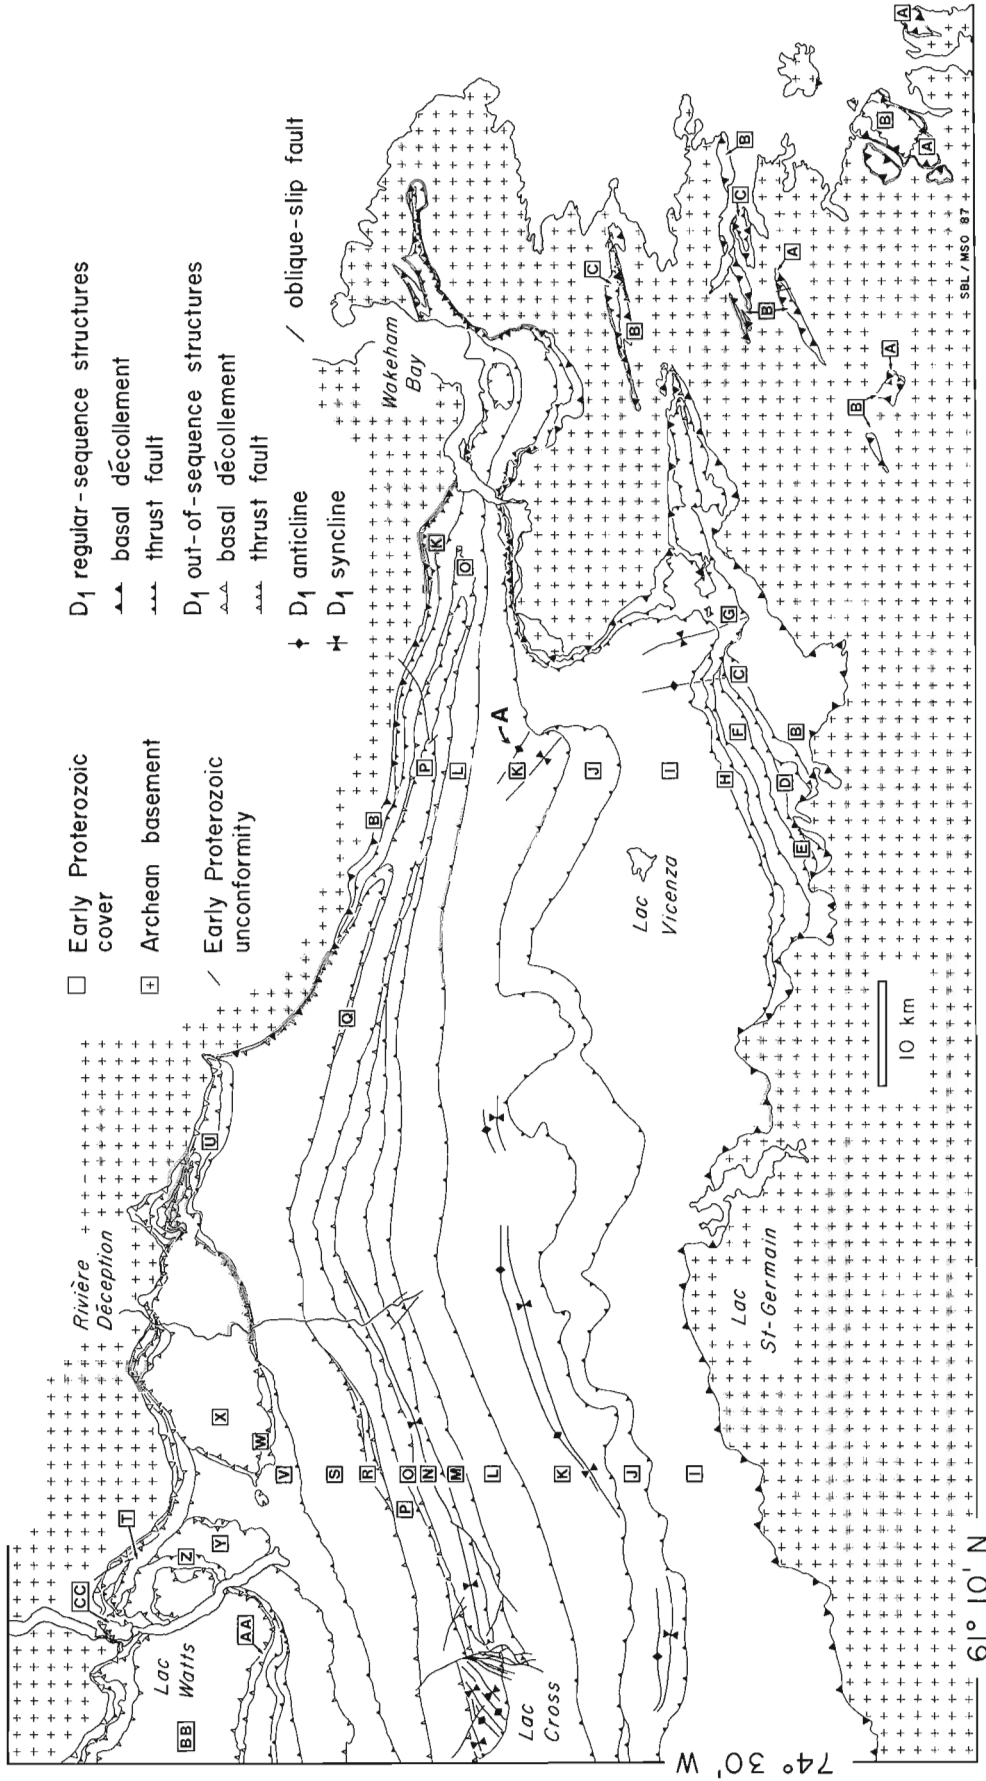 Early Proterozoic
cover
Archean basement
Early Proterozoic
unconformity
D1 regular-sequence structures
basal décollement
thrust fault
D1 out-of-sequence structures
basal décollement
thrust fault
D1 anticline
oblique-slip fault
D1 syncline
Rivière
Déception
Wakeham
Bay
Lac
Watts
Lac
Cross
Lac
Vicenza
Lac
St-Germain
10 km
61° 10' N
74° 30' W
SBL/MSO 87
CC
T
BB
AA
Z
Y
X
W
V
U
S
R
Q
P
O
N
M
L
K
J
I
Q
B
P
L
K
A
J
I
H
F
G
C
B
D
E
K
O
C
B
B
C
A
B
A
B
A
B
A